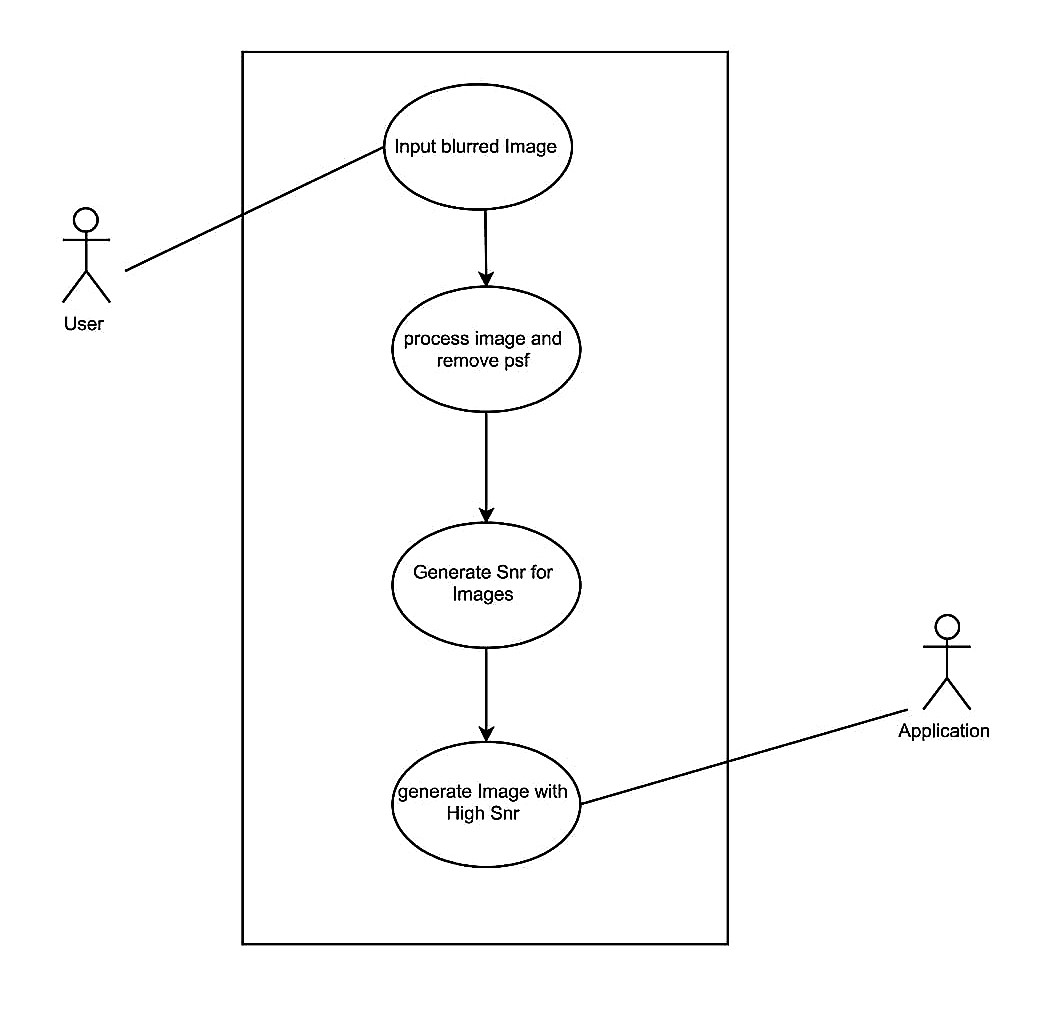 Input blurred Image
User
process image and
remove psf
Generate Snr for
Images
Application
generate Image with
High Snr